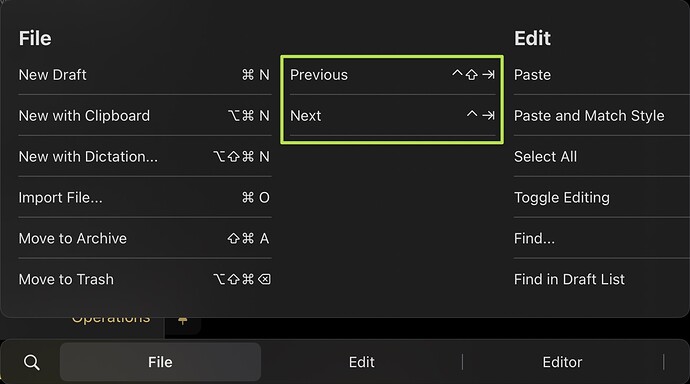 File
New Draft ⌘ N
New with Clipboard ⌥⌘ N
New with Dictation... ⌥⇧⌘ N
Import File... ⌘ O
Move to Archive ⇧⌘ A
Move to Trash ⌥⇧⌘ ⌫
Previous ^⇧ ⇥
Next ^ ⇥
Edit
Paste
Paste and Match Style
Select All
Toggle Editing
Find...
Find in Draft List
Operations
File Edit Editor